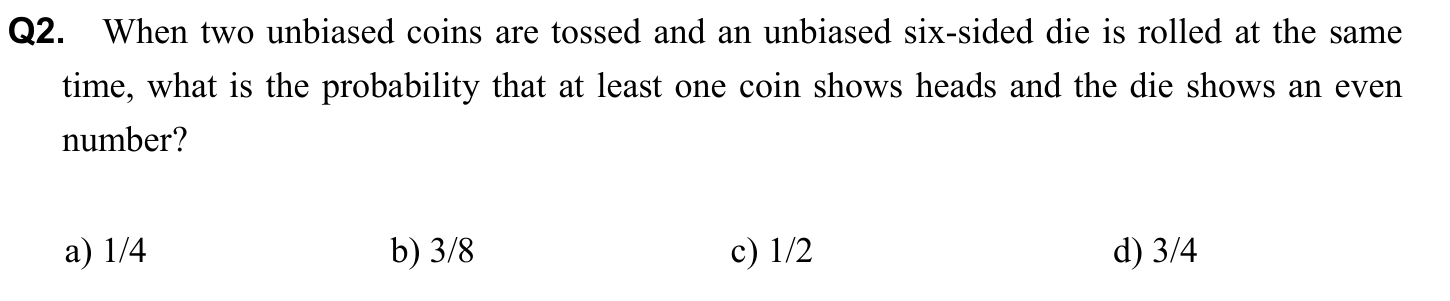 Q2. When two unbiased coins are tossed and an unbiased six-sided die is rolled at the same
time, what is the probability that at least one coin shows heads and the die shows an even
number?
a) 1/4 b) 3/8 c) 1/2 d) 3/4